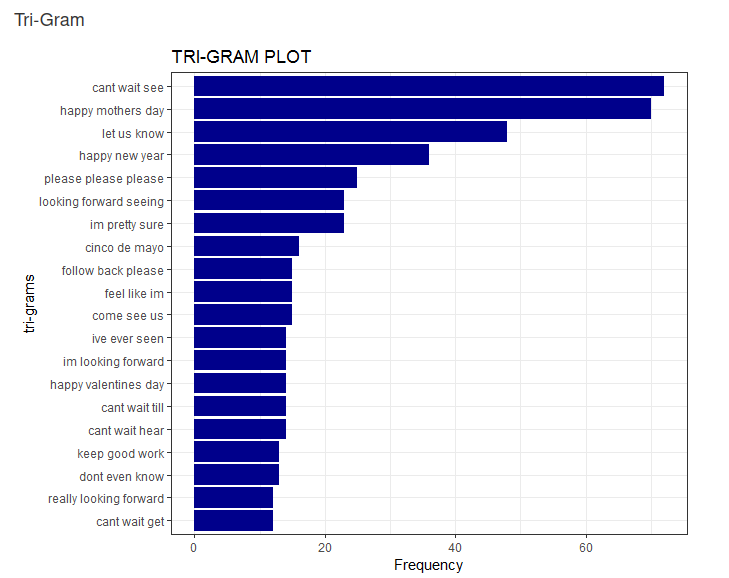 Tri-Gram
TRI-GRAM PLOT
cant wait see
happy mothers day
let us know
happy new year
please please please
looking forward seeing
im pretty sure
cinco de mayo
follow back please
feel like im
come see us
ive ever seen
im looking forward
happy valentines day
cant wait till
cant wait hear
keep good work
dont even know
really looking forward
cant wait get
tri-grams
0 20 40 60
Frequency